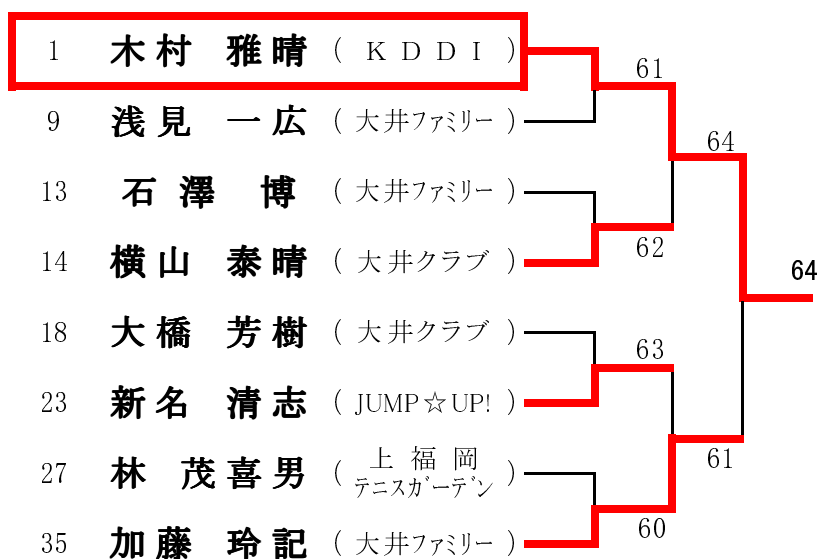 1 木村 雅晴 ( K D D I )
61
9 浅見 一広 ( 大井ファミリー )
64
13 石澤 博 ( 大井ファミリー )
62
14 横山 泰晴 ( 大井クラブ )
64
18 大橋 芳樹 ( 大井クラブ )
63
23 新名 清志 ( JUMP☆UP! )
61
27 林 茂喜男 ( 上福岡
テニスガーデン )
60
35 加藤 玲記 ( 大井ファミリー )